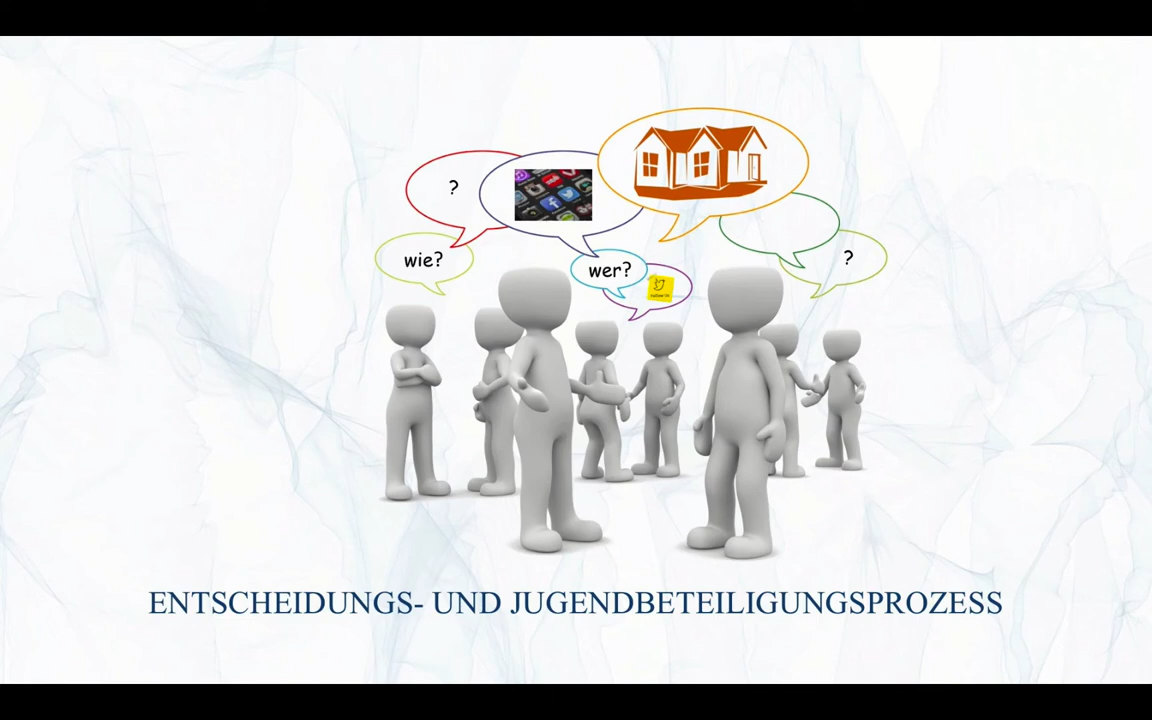 ?
wie?
wer?
?
ENTSCHEIDUNGS- UND JUGENDBETEILIGUNGSPROZESS